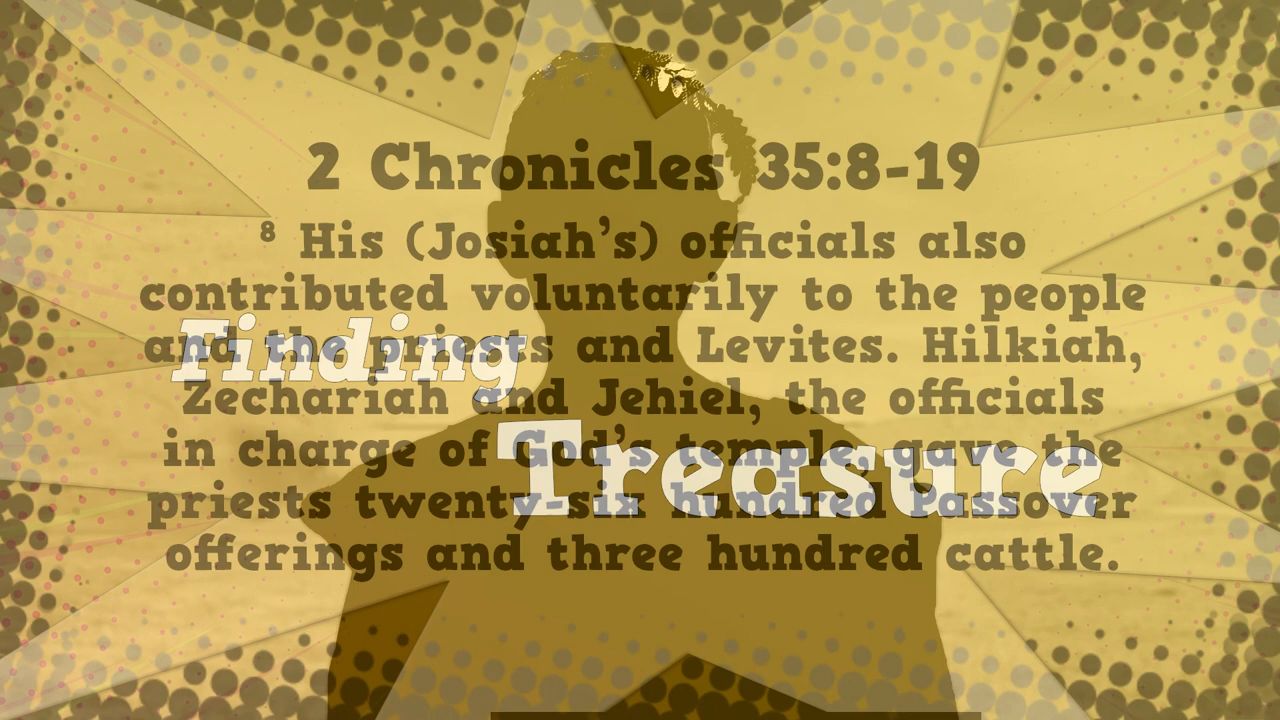 2 Chronicles 35:8-19
8 His (Josiah's) officials also
contributed voluntarily to the people
and the priests and Levites. Hilkiah,
Zechariah and Jehiel, the officials
in charge of God's temple, gave the
priests twenty-six hundred Passover
offerings and three hundred cattle.
Finding
Treasure